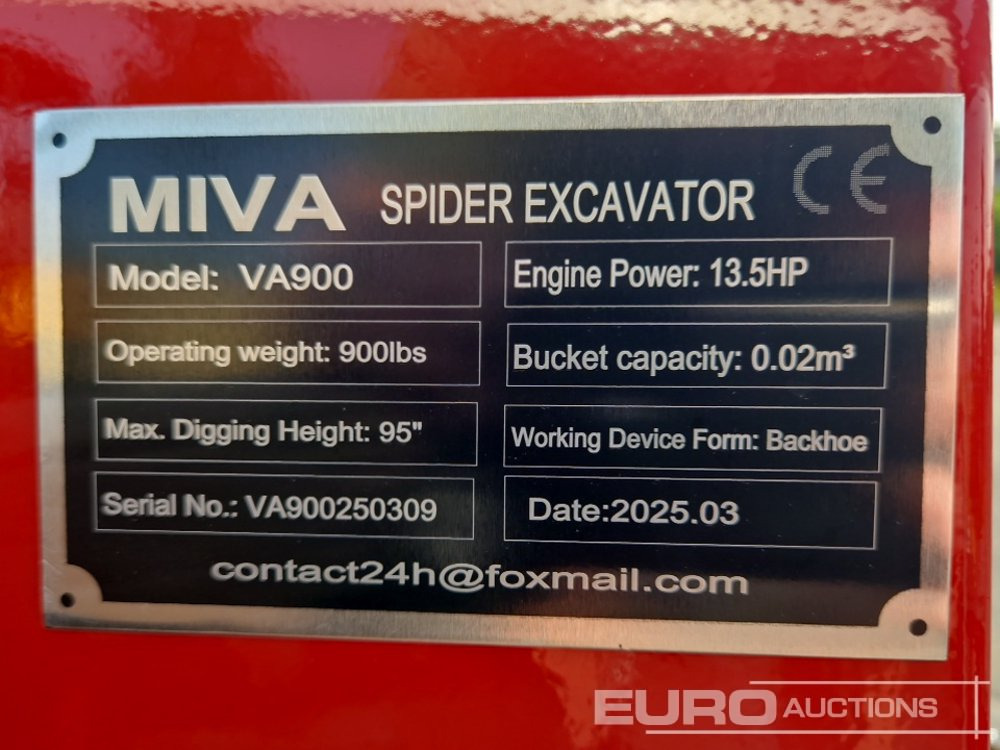 MIVA SPIDER EXCAVATOR CE
Model: VA900
Engine Power: 13.5HP
Operating weight: 900lbs
Bucket capacity: 0.02m³
Max. Digging Height: 95"
Working Device Form: Backhoe
Serial No.: VA900250309
Date:2025.03
contact24h@foxmail.com
EURO AUCTIONS